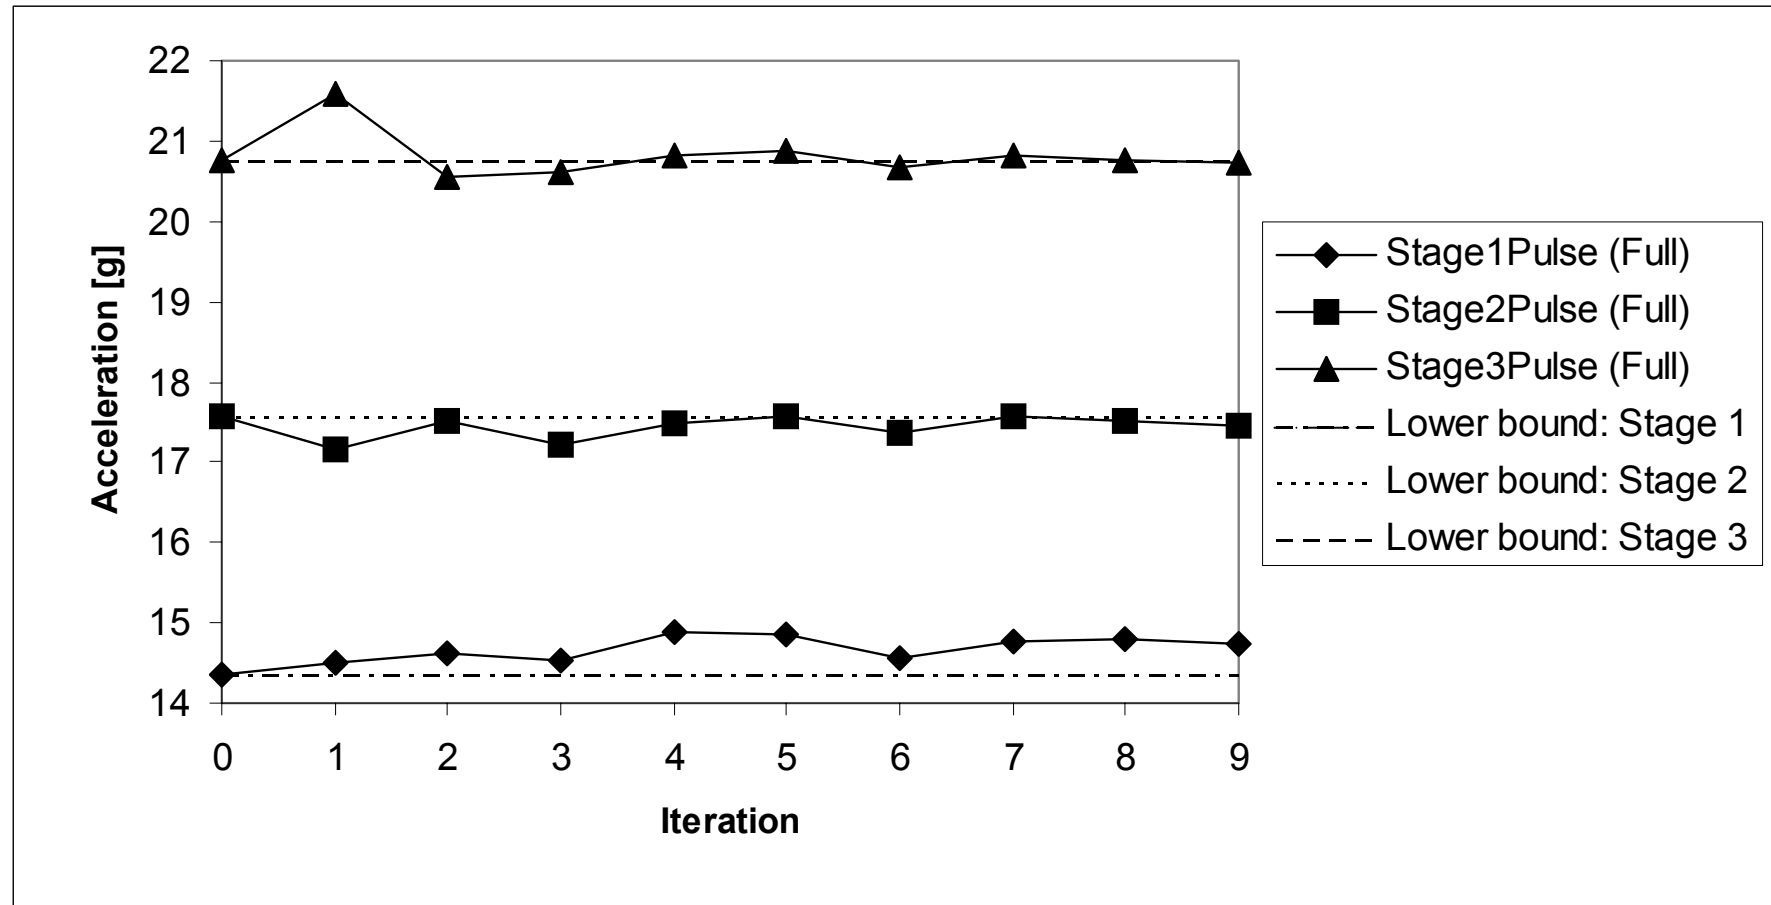 22
21
20
19
18
17
16
15
14
Acceleration [g]
0 1 2 3 4 5 6 7 8 9
Iteration
Stage1Pulse (Full)
Stage2Pulse (Full)
Stage3Pulse (Full)
Lower bound: Stage 1
Lower bound: Stage 2
Lower bound: Stage 3